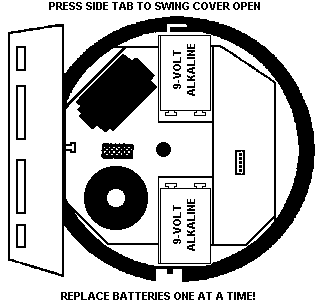 PRESS SIDE TAB TO SWING COVER OPEN
9-VOLT
ALKALINE
9-VOLT
ALKALINE
REPLACE BATTERIES ONE AT A TIME!